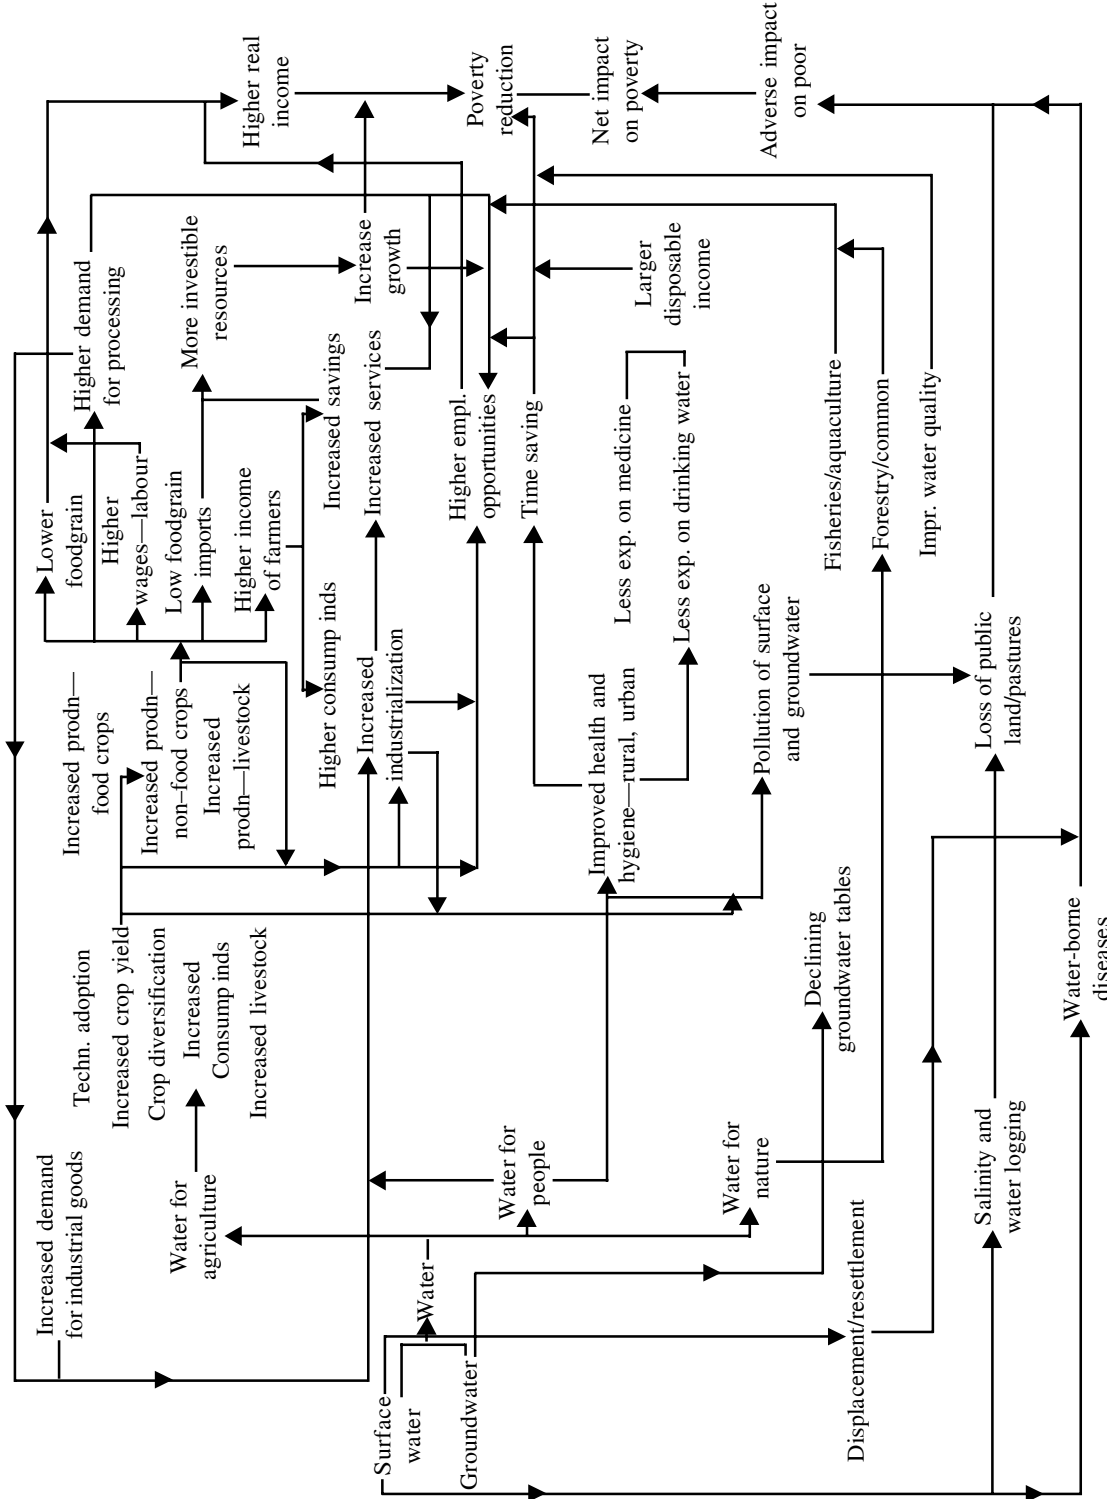 Increased demand
for industrial goods
Water for
agriculture
Surface
water
Groundwater
Water
Water for
people
Water for
nature
Displacement/resettlement
Salinity and
water logging
Techn. adoption
Increased crop yield
Crop diversification
Increased
Consump inds
Increased livestock
Declining
groundwater tables
Water-borne
diseases
Increased prodn—
food crops
Increased prodn—
non–food crops
Increased
prodn—livestock
Higher consump inds
Increased
industrialization
Improved health and
hygiene—rural, urban
Pollution of surface
and groundwater
Loss of public
land/pastures
Lower
foodgrain
Higher
wages—labour
Low foodgrain
imports
Higher income
of farmers
Increased savings
Increased services
Higher empl.
opportunities
Time saving
Less exp. on medicine
Less exp. on drinking water
Fisheries/aquaculture
Forestry/common
Impr. water quality
Higher demand
for processing
More investible
resources
Increase
growth
Larger
disposable
income
Higher real
income
Poverty
reduction
Net impact
on poverty
Adverse impact
on poor